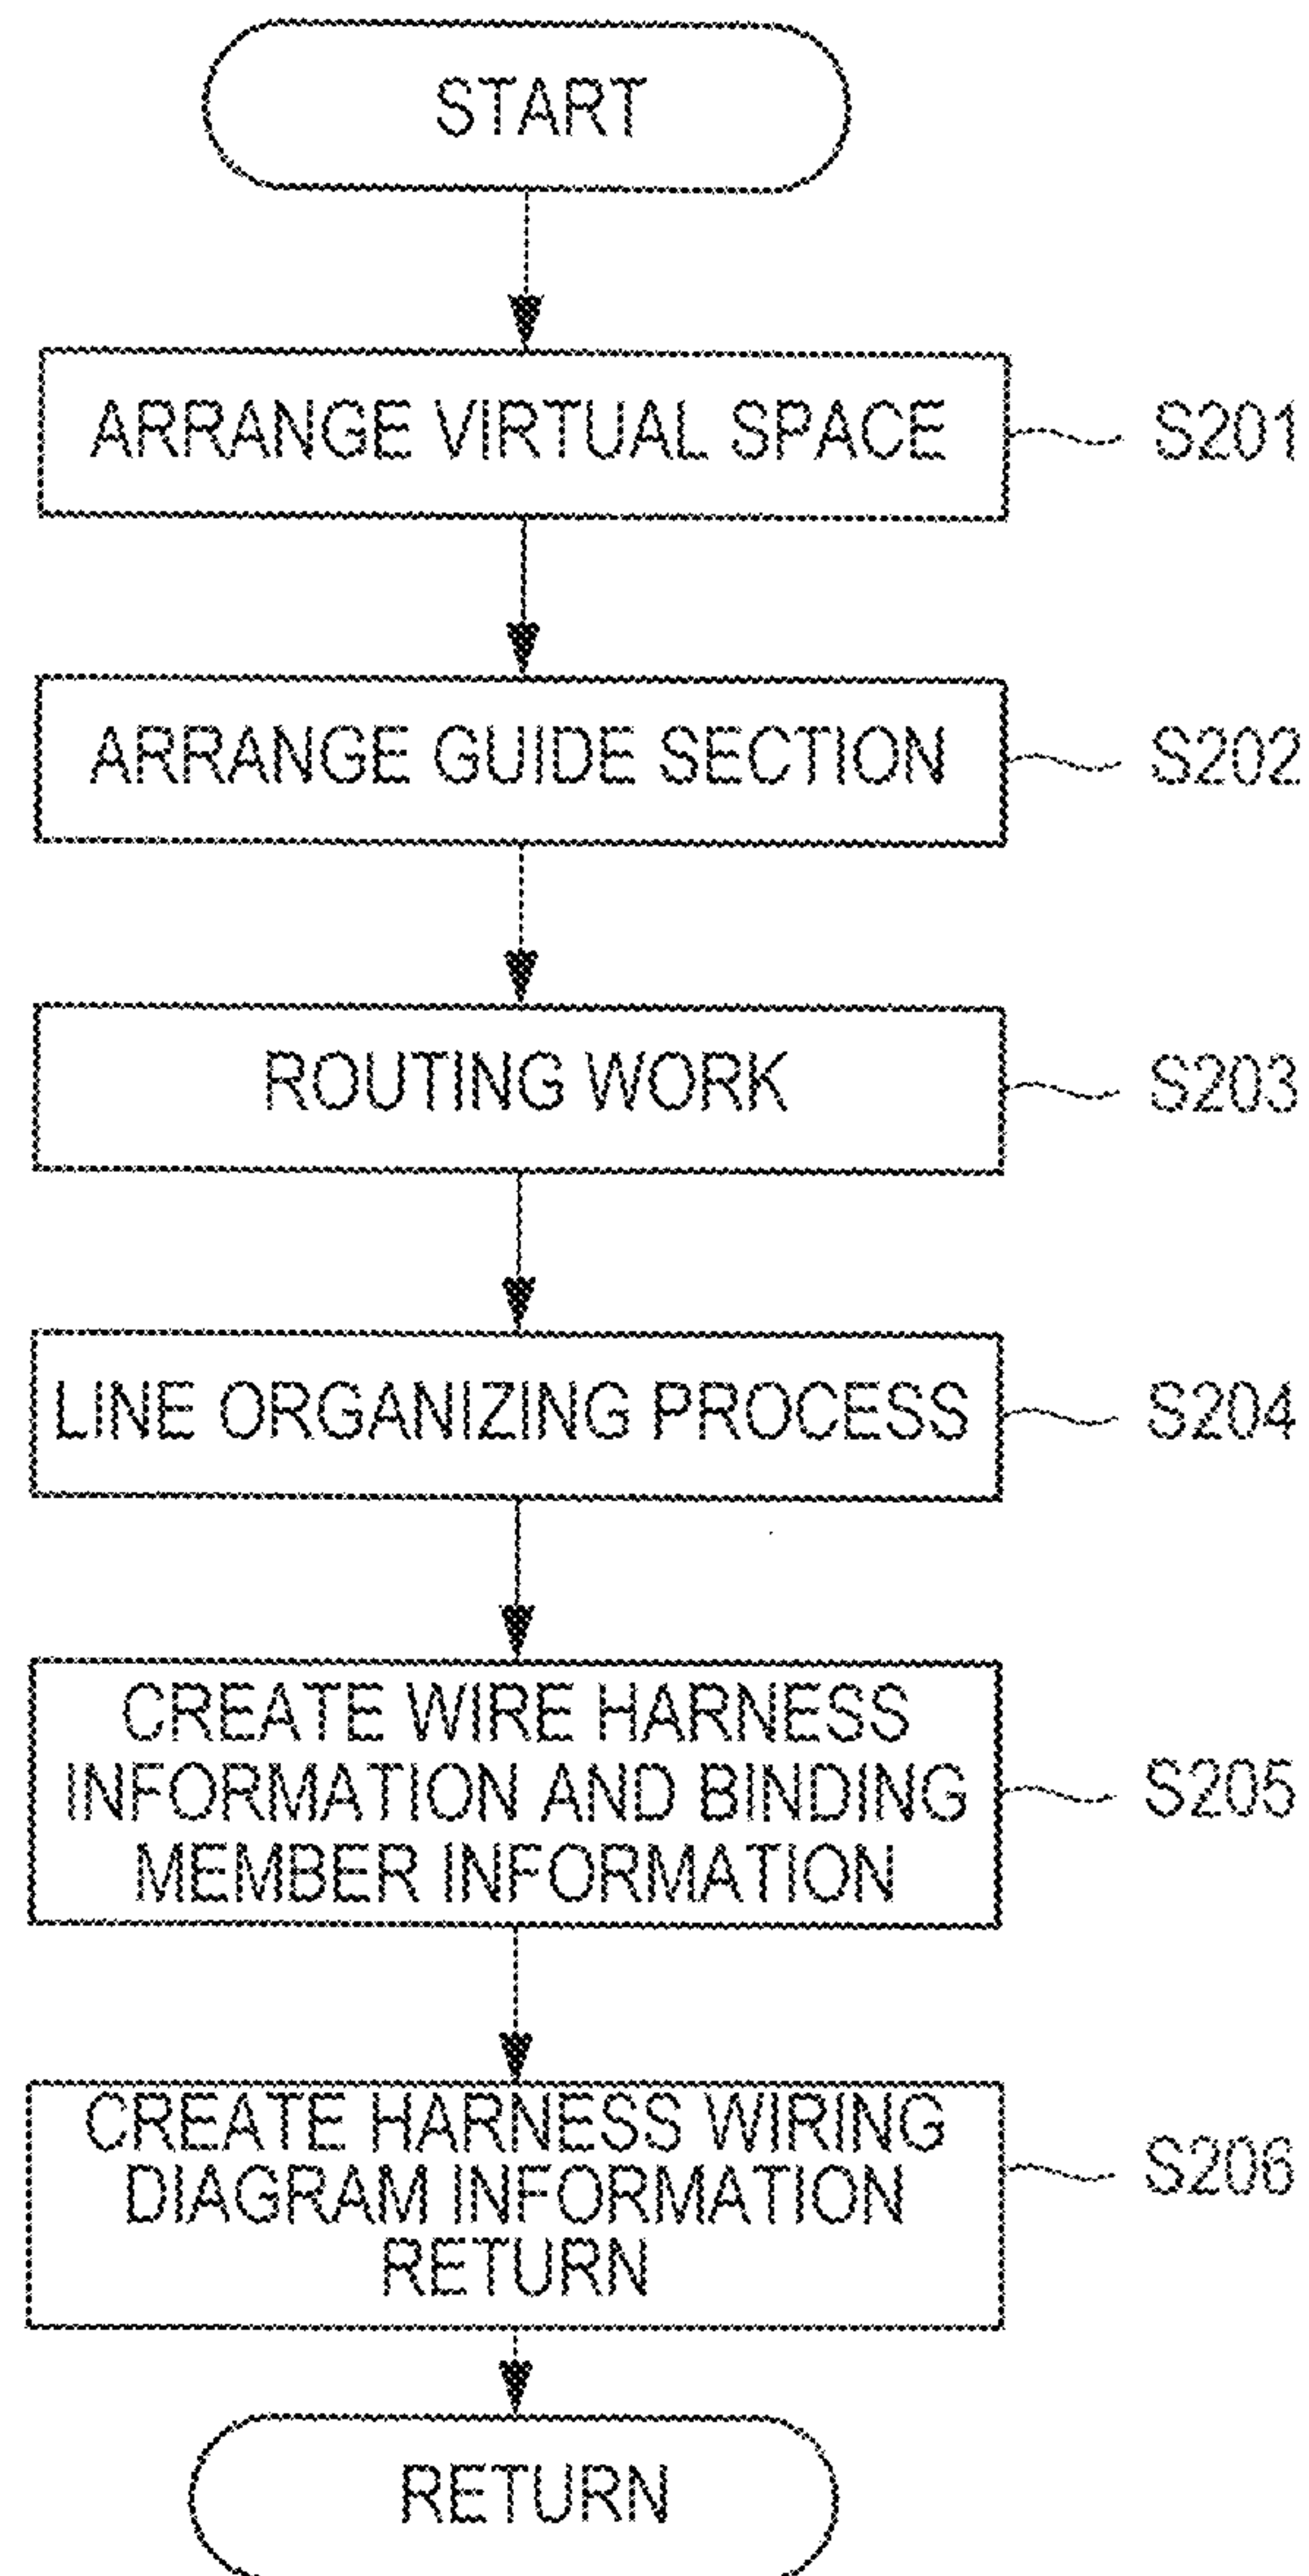 START
ARRANGE VIRTUAL SPACE
S201
ARRANGE GUIDE SECTION
S202
ROUTING WORK
S203
LINE ORGANIZING PROCESS
S204
CREATE WIRE HARNESS
INFORMATION AND BINDING
MEMBER INFORMATION
S205
CREATE HARNESS WIRING
DIAGRAM INFORMATION
RETURN
S206
RETURN